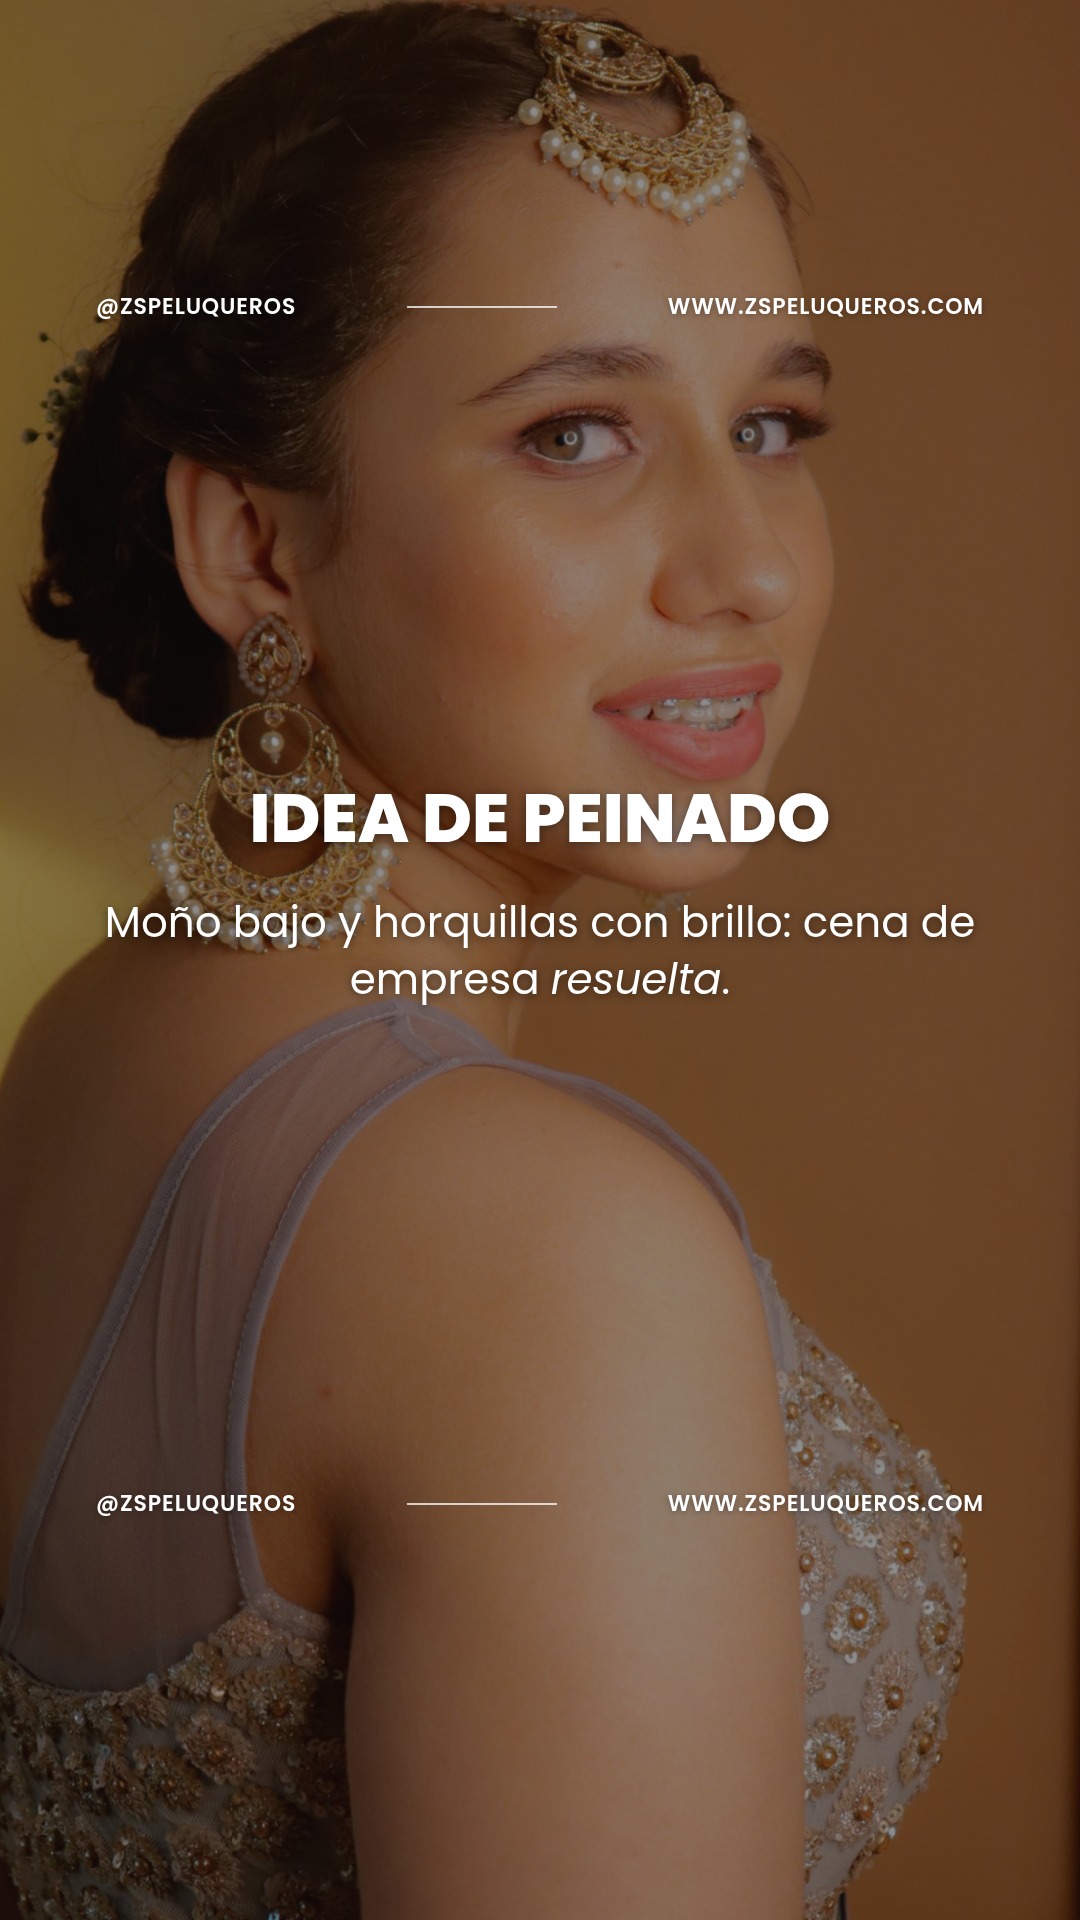 @ZSPELUQUEROS
WWW.ZSPELUQUEROS.COM
IDEA DE PEINADO
Moño bajo y horquillas con brillo: cena de
empresa resuelta.
@ZSPELUQUEROS
WWW.ZSPELUQUEROS.COM